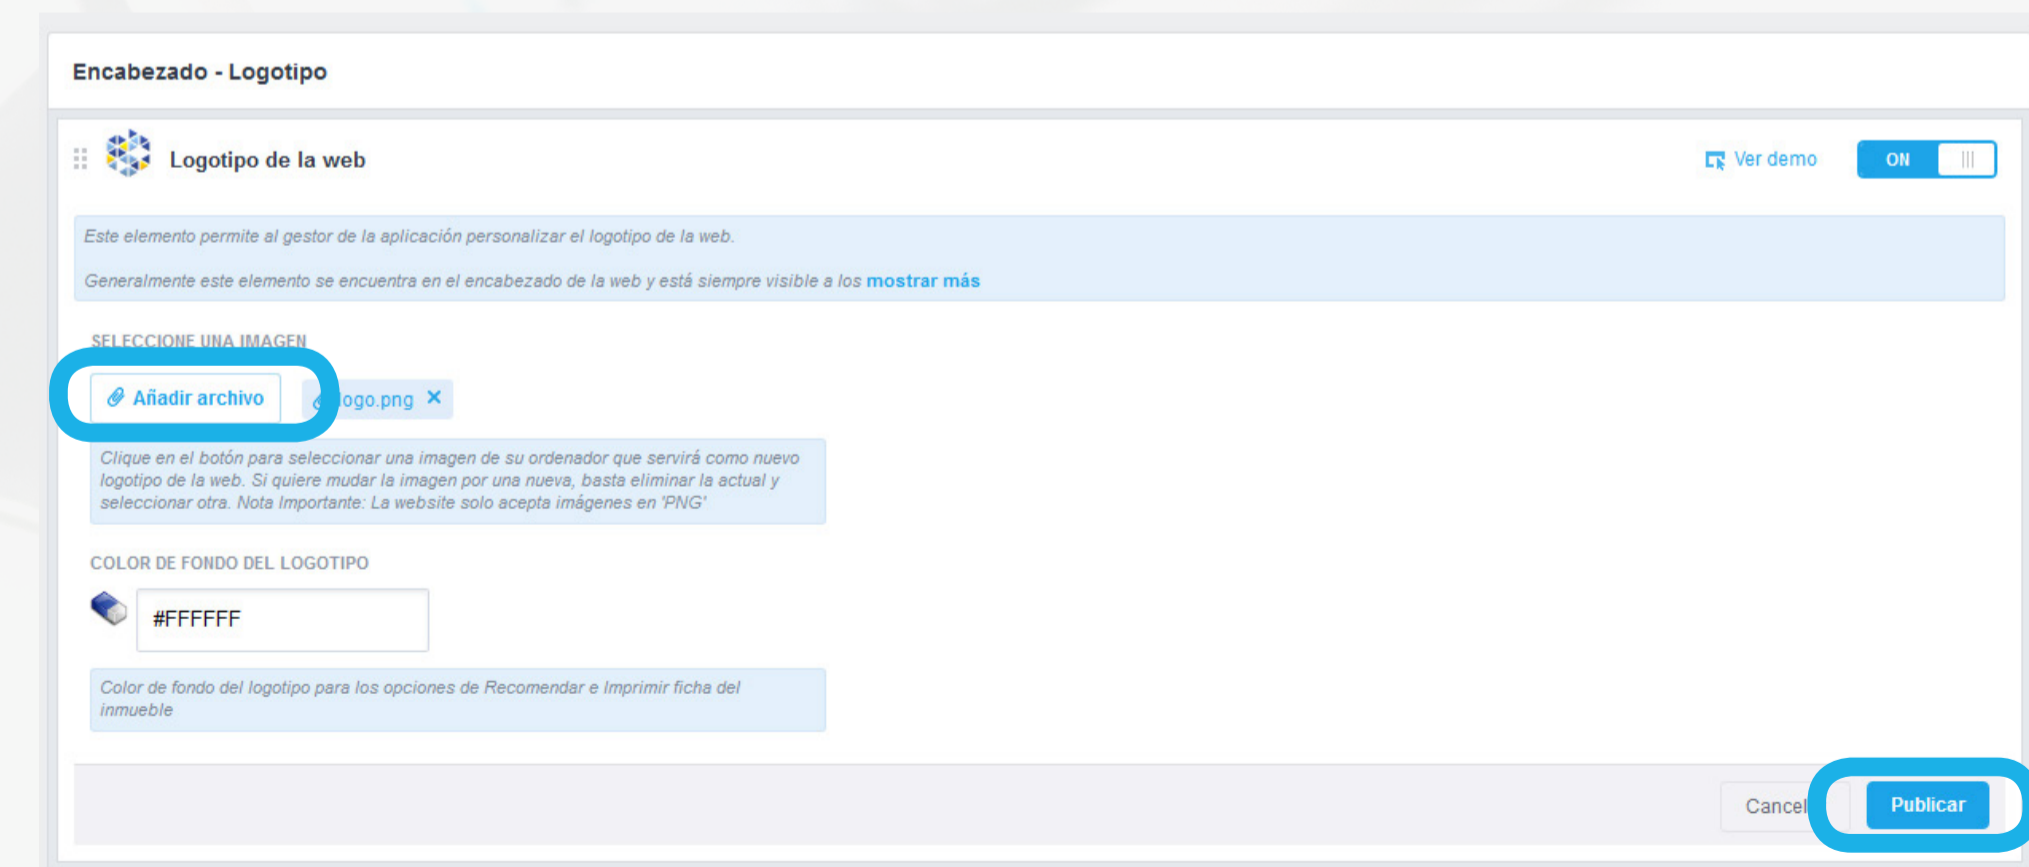 Encabezado - Logotipo
Logotipo de la web
Ver demo
ON
Este elemento permite al gestor de la aplicación personalizar el logotipo de la web.
Generalmente este elemento se encuentra en el encabezado de la web y está siempre visible a los mostrar más
SELECCIONE UNA IMAGEN
Añadir archivo
logo.png
Clique en el botón para seleccionar una imagen de su ordenador que servirá como nuevo
logotipo de la web. Si quiere mudar la imagen por una nueva, basta eliminar la actual y
seleccionar otra. Nota Importante: La website solo acepta imágenes en 'PNG'
COLOR DE FONDO DEL LOGOTIPO
#FFFFFF
Color de fondo del logotipo para los opciones de Recomendar e Imprimir ficha del
inmueble
Cancel
Publicar